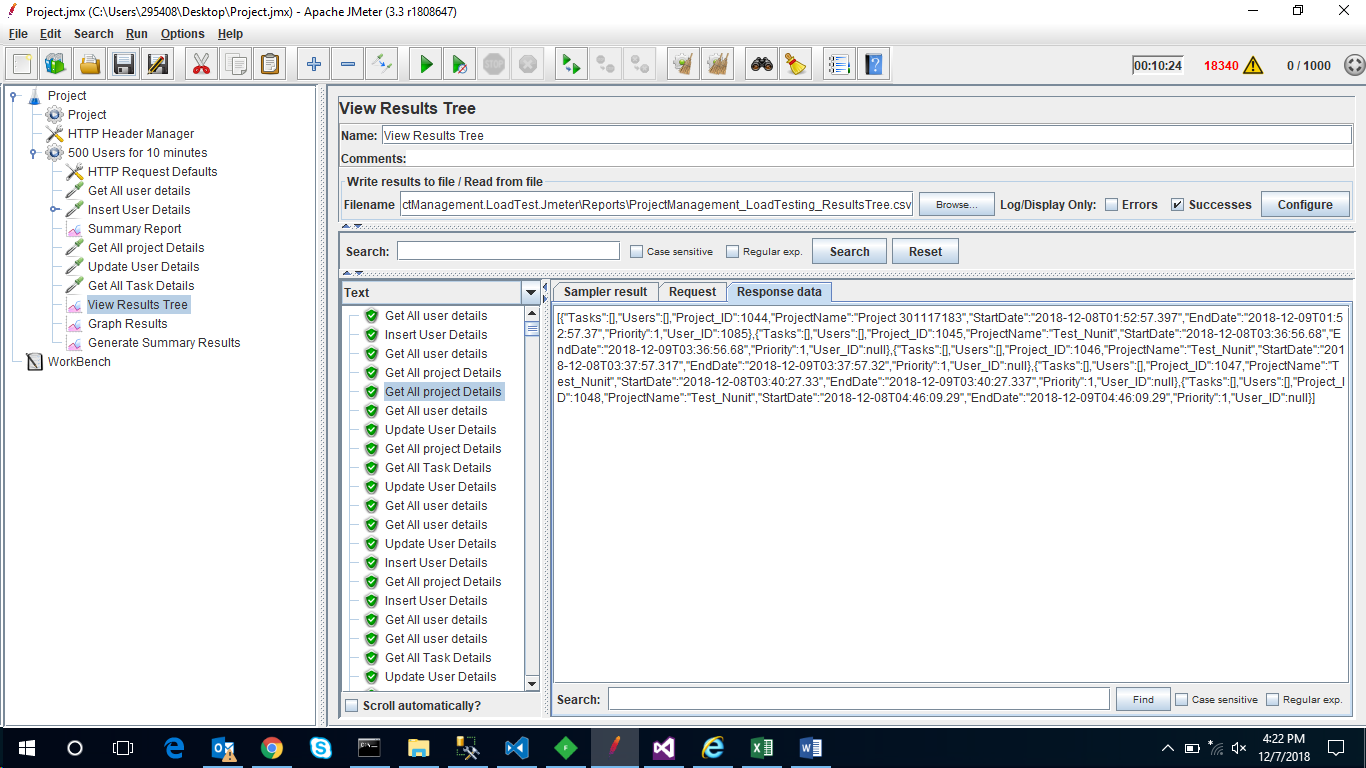 Project.jmx (C:\Users\295408\Desktop\Project.jmx) - Apache JMeter (3.3 r1808647)
File Edit Search Run Options Help
00:10:24 18340 0 / 1000
Project
Project
HTTP Header Manager
500 Users for 10 minutes
HTTP Request Defaults
Get All user details
Insert User Details
Summary Report
Get All project Details
Update User Details
Get All Task Details
View Results Tree
Graph Results
Generate Summary Results
WorkBench
View Results Tree
Name: View Results Tree
Comments:
Write results to file / Read from file
Filename ctManagement.LoadTest.Jmeter\Reports\ProjectManagement_LoadTesting_ResultsTree.csv Browse... Log/Display Only: Errors Successes Configure
Search: Case sensitive Regular exp. Search Reset
Text
Get All user details
Insert User Details
Get All user details
Get All project Details
Get All project Details
Get All user details
Update User Details
Get All project Details
Get All Task Details
Update User Details
Get All user details
Get All user details
Update User Details
Insert User Details
Get All project Details
Insert User Details
Get All user details
Get All user details
Get All Task Details
Update User Details
Scroll automatically?
Sampler result Request Response data
[{"Tasks":[],"Users":[],"Project_ID":1044,"ProjectName":"Project 301117183","StartDate":"2018-12-08T01:52:57.397","EndDate":"2018-12-09T01:5
2:57.37","Priority":1,"User_ID":1085},{"Tasks":[],"Users":[],"Project_ID":1045,"ProjectName":"Test_Nunit","StartDate":"2018-12-08T03:36:56.68","E
ndDate":"2018-12-09T03:36:56.68","Priority":1,"User_ID":null},{"Tasks":[],"Users":[],"Project_ID":1046,"ProjectName":"Test_Nunit","StartDate":"201
8-12-08T03:37:57.317","EndDate":"2018-12-09T03:37:57.32","Priority":1,"User_ID":null},{"Tasks":[],"Users":[],"Project_ID":1047,"ProjectName":"T
est_Nunit","StartDate":"2018-12-08T03:40:27.33","EndDate":"2018-12-09T03:40:27.337","Priority":1,"User_ID":null},{"Tasks":[],"Users":[],"Project_I
D":1048,"ProjectName":"Test_Nunit","StartDate":"2018-12-08T04:46:09.29","EndDate":"2018-12-09T04:46:09.29","Priority":1,"User_ID":null}]
Search: Find Case sensitive Regular exp.
4:22 PM
12/7/2018